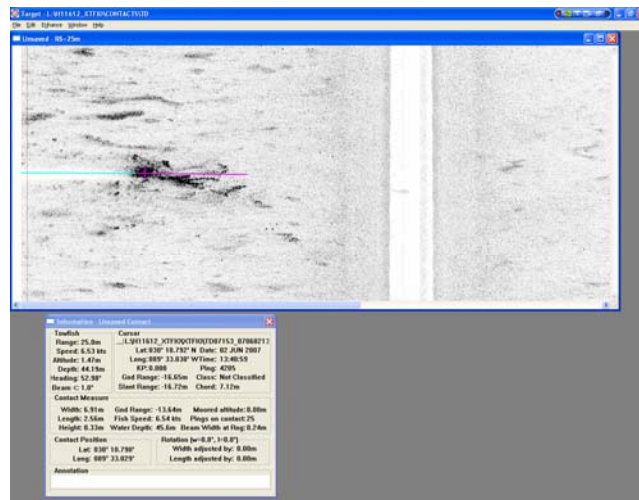 Target - L:\H11612_XTF\IO\CONTACTS\TD
File Edit Enhance Window Help
Unsaved - RS=25m
Information - Unsaved Contact
Towfish
Range: 25.0m
Speed: 6.53 kts
Altitude: 1.47m
Depth: 44.19m
Heading: 52.98°
Beam <: 1.0°
Cursor
Lat: 030° 10.792' N Date: 02 JUN 2007
Long: 089° 33.030' W Time: 13:40:59
KP: 0.000 Ping: 4205
Gnd Range: -16.65m Class: Not Classified
Slant Range: -16.72m Chord: 7.12m
Contact Measure
Width: 6.91m Gnd Range: -13.64m Moored altitude: 0.00m
Length: 2.56m Fish Speed: 6.54 kts Pings on contact: 25
Height: 0.33m Water Depth: 45.6m Beam Width at Rng: 0.24m
Contact Position
Lat: 030° 10.790'
Long: 089° 33.029'
Rotation (w=0.0°, l=0.0°)
Width adjusted by: 0.00m
Length adjusted by: 0.00m
Annotation